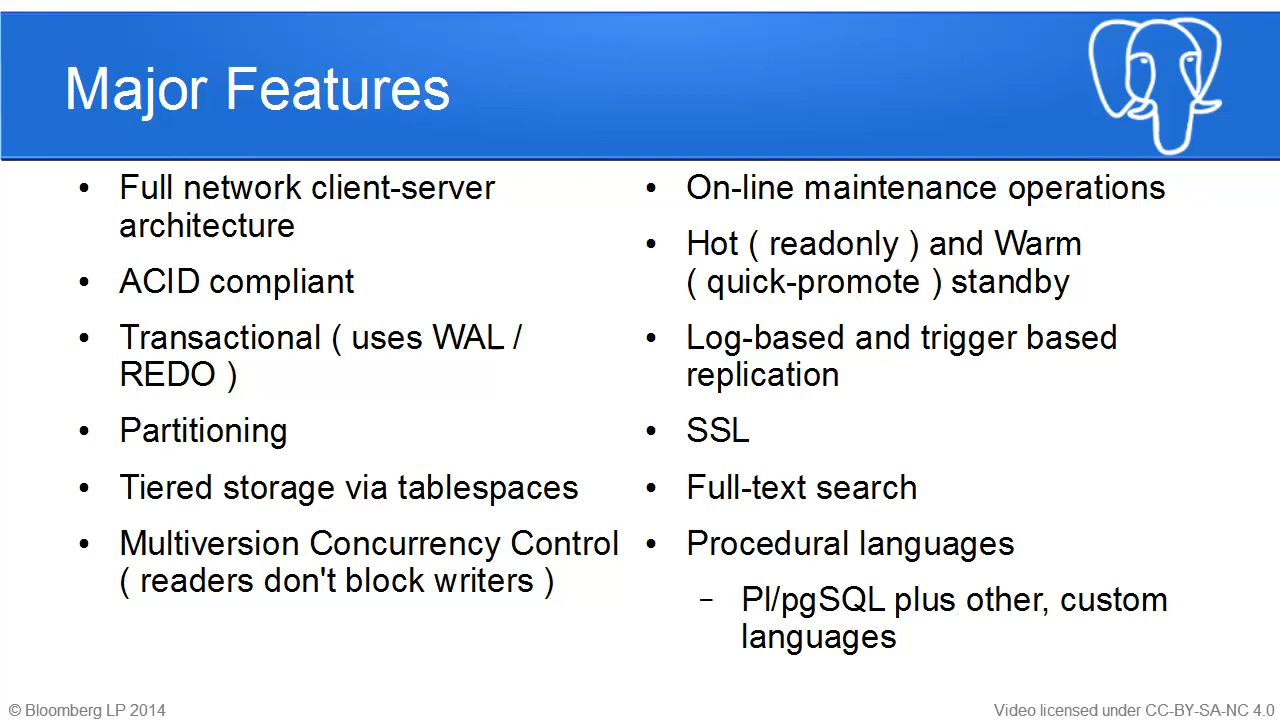 Major Features
• Full network client-server
architecture
• ACID compliant
• Transactional ( uses WAL /
REDO )
• Partitioning
• Tiered storage via tablespaces
• Multiversion Concurrency Control
( readers don't block writers )
• On-line maintenance operations
• Hot ( readonly ) and Warm
( quick-promote ) standby
• Log-based and trigger based
replication
• SSL
• Full-text search
• Procedural languages
– Pl/pgSQL plus other, custom
languages
© Bloomberg LP 2014
Video licensed under CC-BY-SA-NC 4.0